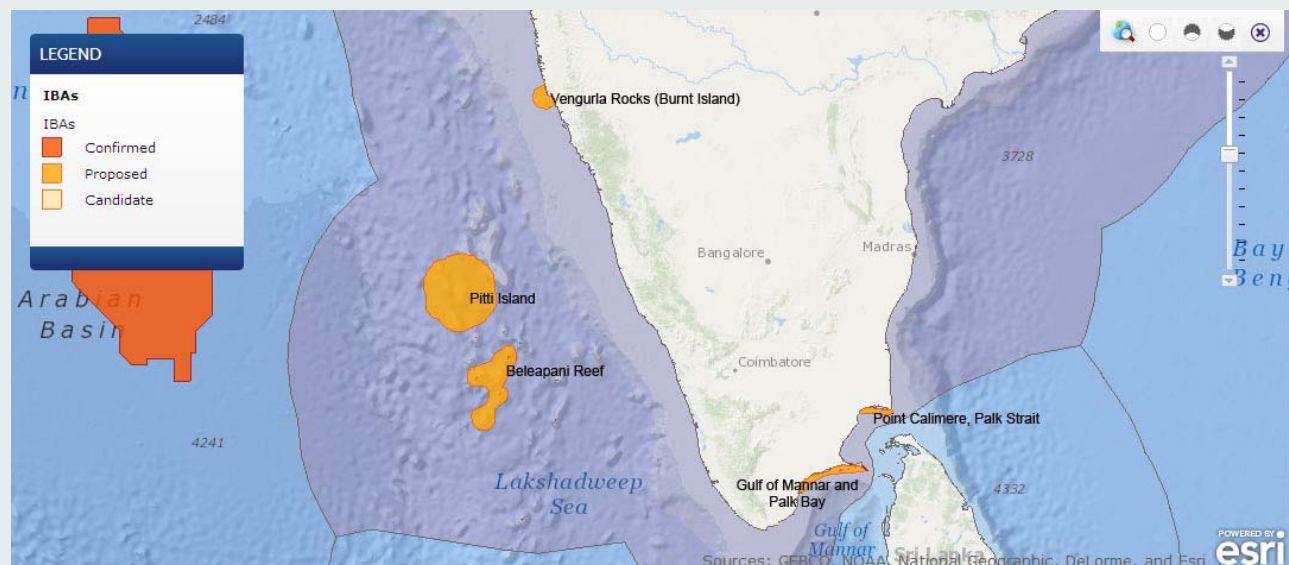 2484
LEGEND
IBAs
IBAs
Confirmed
Proposed
Candidate
Vengurla Rocks (Burnt Island)
3728
Bangalore
Madras
Bay
Ben
Arabian
Basin
Pitti Island
Coimbatore
Beleapani Reef
Point Calimere, Palk Strait
4241
Lakshadweep
Sea
Gulf of Mannar and
Palk Bay
4332
Gulf of
Mannar
Sri Lanka
Sources: GEBCO, NOAA, National Geographic, DeLorme, and Esri
POWERED BY
esri